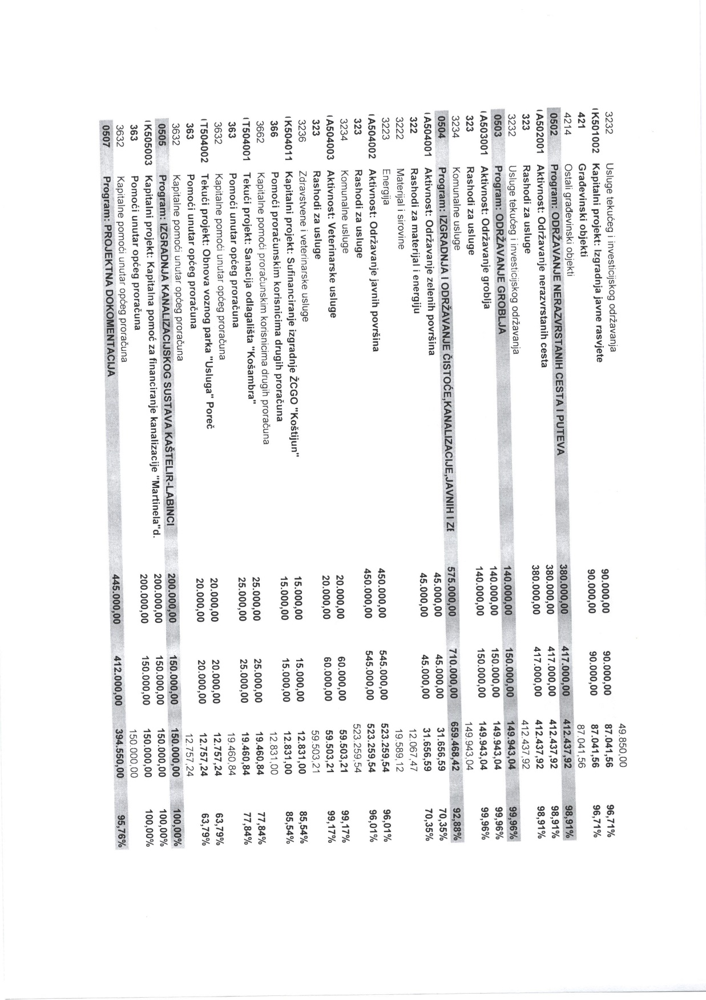 3232 Usluge tekućeg i investicijskog održavanja 49.850,00
K501002 Kapitalni projekt: Izgradnja javne rasvjete 90.000,00 90.000,00 87.041,56 96,71%
421 Građevinski objekti 90.000,00 90.000,00 87.041,56 96,71%
4214 Ostali građevinski objekti 87.041,56
0502 Program: ODRŽAVANJE NERAZVRSTANIH CESTA I PUTEVA 380.000,00 417.000,00 412.437,92 98,91%
A502001 Aktivnost: Održavanje nerazvrstanih cesta 380.000,00 417.000,00 412.437,92 98,91%
323 Rashodi za usluge 380.000,00 417.000,00 412.437,92 98,91%
3232 Usluge tekućeg i investicijskog održavanja 412.437,92
0503 Program: ODRŽAVANJE GROBLJA 140.000,00 150.000,00 149.943,04 99,96%
A503001 Aktivnost: Održavanje groblja 140.000,00 150.000,00 149.943,04 99,96%
323 Rashodi za usluge 140.000,00 150.000,00 149.943,04 99,96%
3234 Komunalne usluge 149.943,04
0504 Program: IZGRADNJA I ODRŽAVANJE ČISTOĆE,KANALIZACIJE,JAVNIH I ZE 575.000,00 710.000,00 659.468,42 92,88%
A504001 Aktivnost: Održavanje zelenih površina 45.000,00 45.000,00 31.656,59 70,35%
322 Rashodi za materijal i energiju 45.000,00 45.000,00 31.656,59 70,35%
3222 Materijal i sirovine 12.067,47
3223 Energija 19.589,12
A504002 Aktivnost: Održavanje javnih površina 450.000,00 545.000,00 523.259,54 96,01%
323 Rashodi za usluge 450.000,00 545.000,00 523.259,54 96,01%
3234 Komunalne usluge 523.259,54
A504003 Aktivnost: Veterinarske usluge 20.000,00 60.000,00 59.503,21 99,17%
323 Rashodi za usluge 20.000,00 60.000,00 59.503,21 99,17%
3236 Zdravstvene i veterinarske usluge 59.503,21
K504011 Kapitalni projekt: Sufinanciranje izgradnje ŽCGO "Koštijun" 15.000,00 15.000,00 12.831,00 85,54%
366 Pomoći proračunskim korisnicima drugih proračuna 15.000,00 15.000,00 12.831,00 85,54%
3662 Kapitalne pomoći proračunskim korisnicima drugih proračuna 12.831,00
T504001 Tekući projekt: Sanacija odlagališta "Košambra" 25.000,00 25.000,00 19.460,84 77,84%
363 Pomoći unutar općeg proračuna 25.000,00 25.000,00 19.460,84 77,84%
3632 Kapitalne pomoći unutar općeg proračuna 19.460,84
T504002 Tekući projekt: Obnova voznog parka "Usluga" Poreč 20.000,00 20.000,00 12.757,24 63,79%
363 Pomoći unutar općeg proračuna 20.000,00 20.000,00 12.757,24 63,79%
3632 Kapitalne pomoći unutar općeg proračuna 12.757,24
0505 Program: IZGRADNJA KANALIZACIJSKOG SUSTAVA KAŠTELIR-LABINCI 200.000,00 150.000,00 150.000,00 100,00%
K505003 Kapitalni projekt: Kapitalna pomoć za financiranje kanalizacije "Martinela"d. 200.000,00 150.000,00 150.000,00 100,00%
363 Pomoći unutar općeg proračuna 200.000,00 150.000,00 150.000,00 100,00%
3632 Kapitalne pomoći unutar općeg proračuna 150.000,00
0507 Program: PROJEKTNA DOKOMENTACIJA 445.000,00 412.000,00 394.550,00 95,76%